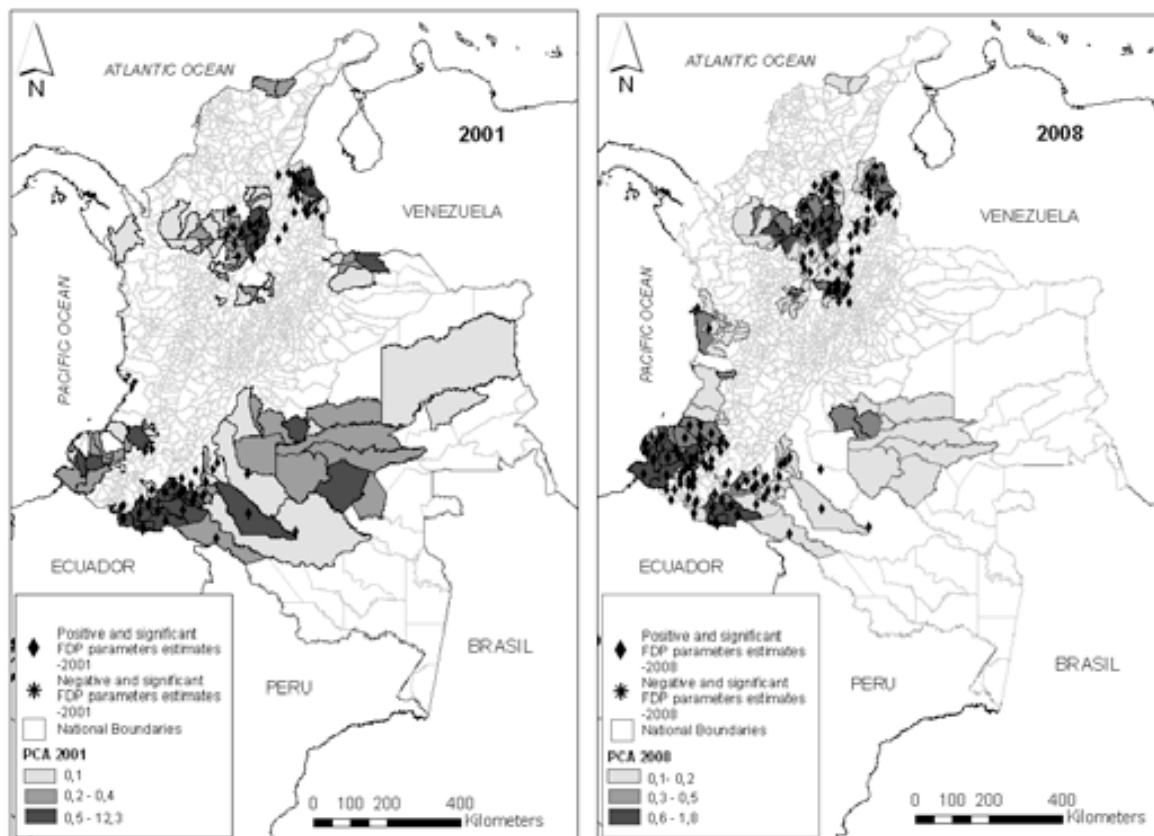 ATLANTIC OCEAN
N
2001
VENEZUELA
PACIFIC OCEAN
ECUADOR
BRASIL
PERU
Positive and significant
FDP parameters estimates
-2001
Negative and significant
FDP parameters estimates
-2001
National Boundaries
PCA 2001
0,1
0,2 - 0,4
0,5 - 12,3
0 100 200 400
Kilometers
ATLANTIC OCEAN
N
2008
VENEZUELA
PACIFIC OCEAN
ECUADOR
BRASIL
PERU
Positive and significant
FDP parameters estimates
-2008
Negative and significant
FDP parameters estimates
-2008
National Boundaries
PCA 2008
0,1- 0,2
0,3 - 0,5
0,6 - 1,8
0 100 200 400
Kilometers